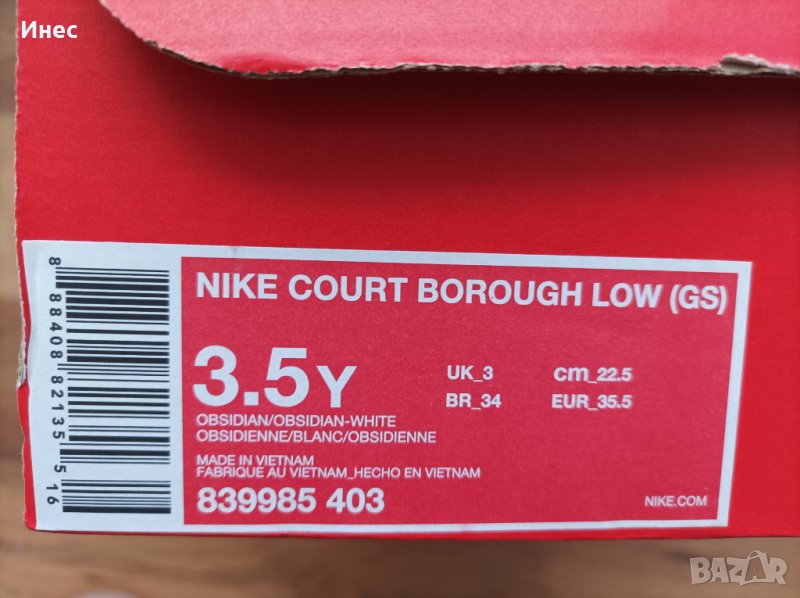 Инес
NIKE COURT BOROUGH LOW (GS)
3.5Y
UK_3 cm_22.5
BR_34 EUR_35.5
OBSIDIAN/OBSIDIAN-WHITE
OBSIDIENNE/BLANC/OBSIDIENNE
MADE IN VIETNAM
FABRIQUE AU VIETNAM_HECHO EN VIETNAM
839985 403
NIKE.COM
8 88408 82135 5 16
BAZAR